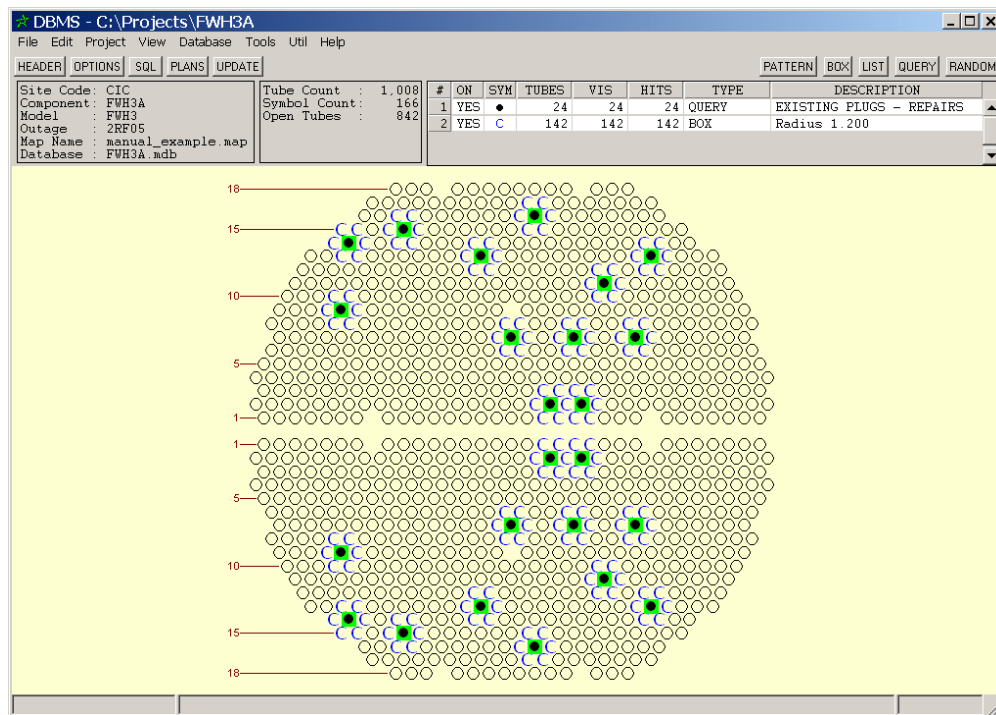 DBMS - C:\Projects\FWH3A
File Edit Project View Database Tools Util Help
HEADER OPTIONS SQL PLANS UPDATE PATTERN BOX LIST QUERY RANDOM
Site Code: CIC
Component: FWH3A
Model : FWH3
Outage : 2RF05
Map Name : manual_example.map
Database : FWH3A.mdb
Tube Count : 1,008
Symbol Count: 166
Open Tubes : 842
# ON SYM TUBES VIS HITS TYPE DESCRIPTION
1 YES ● 24 24 24 QUERY EXISTING PLUGS - REPAIRS
2 YES C 142 142 142 BOX Radius 1.200
18
15
10
5
1
1
5
10
15
18